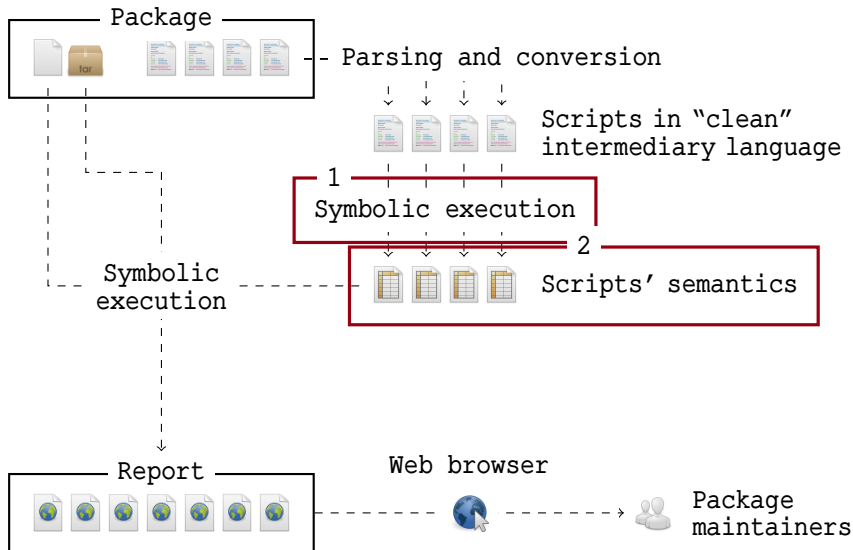 Package
tar
Parsing and conversion
Scripts in “clean”
intermediary language
1
Symbolic execution
2
Symbolic
execution
Scripts’ semantics
Report
Web browser
Package
maintainers